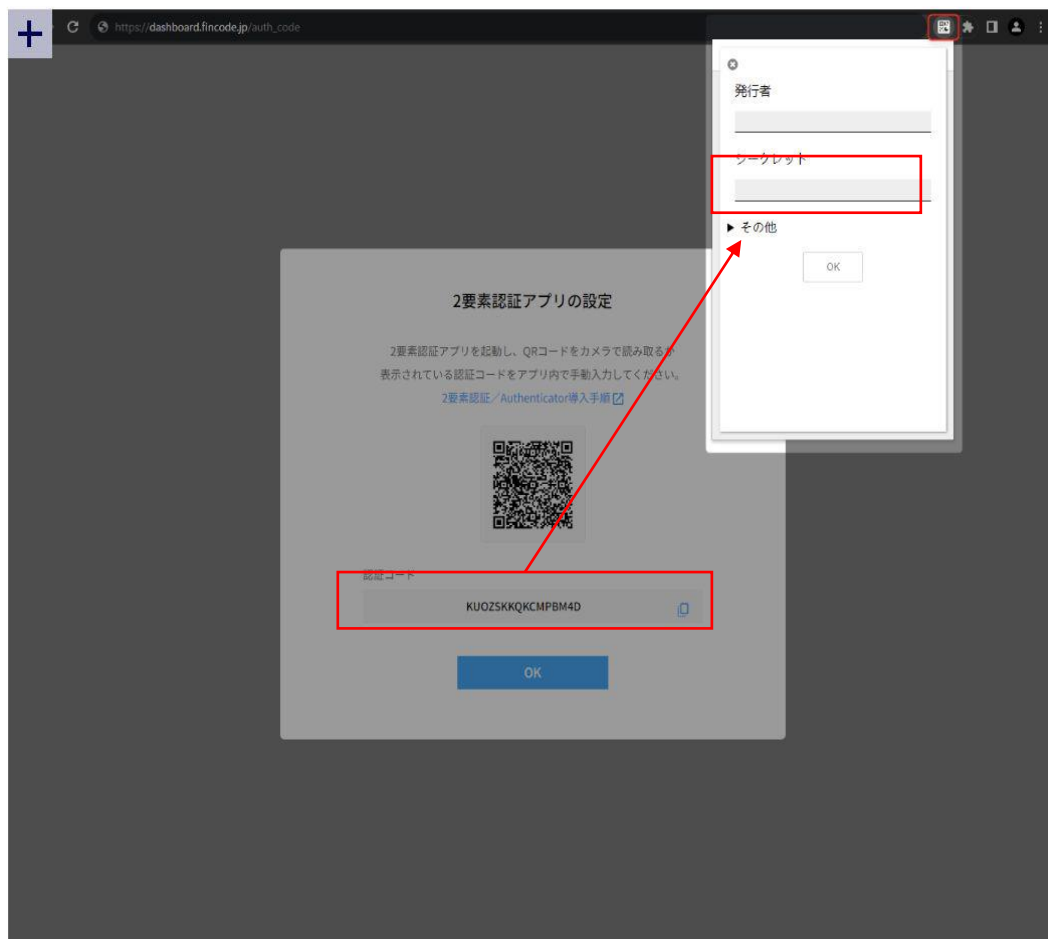 https://dashboard.fincode.jp/auth_code
発行者
シークレット
その他
OK
2要素認証アプリの設定
2要素認証アプリを起動し、QRコードをカメラで読み取るか
表示されている認証コードをアプリ内で手動入力してください。
2要素認証／Authenticator導入手順
認証コード
KUOZSKKQKCMPBM4D
OK